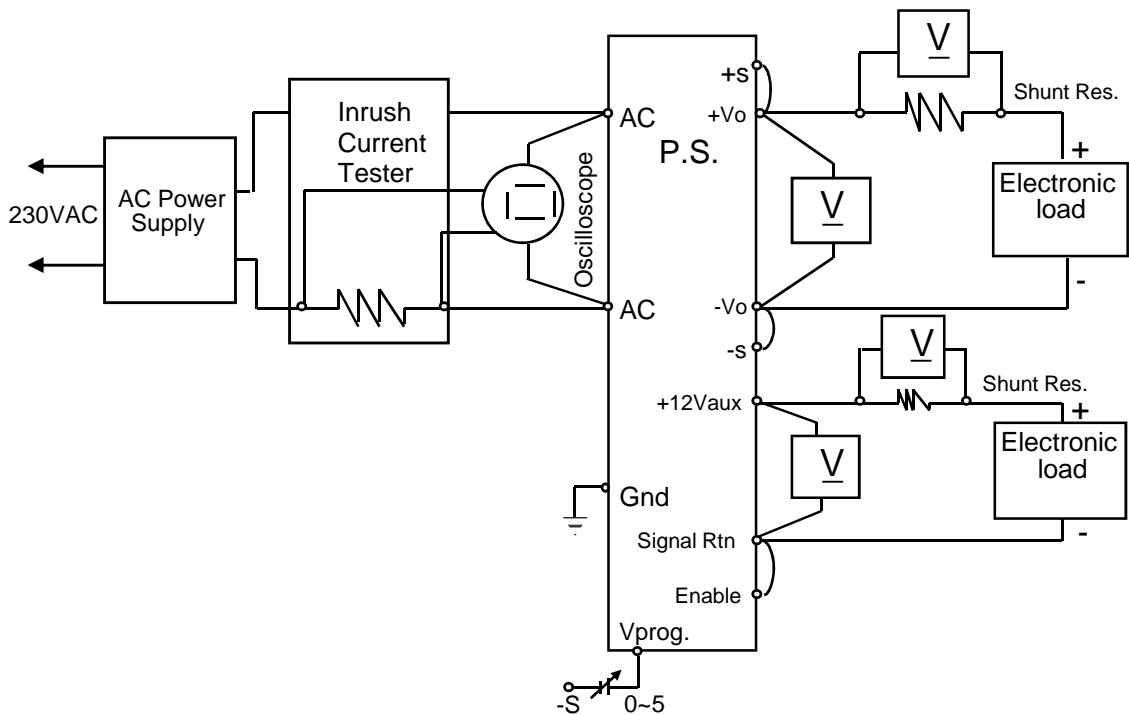 230VAC
AC Power
Supply
Inrush
Current
Tester
Oscilloscope
AC
AC
P.S.
Gnd
Vprog.
-S
0~5
+s
+Vo
-Vo
-s
+12Vaux
Signal Rtn
Enable
V
Shunt Res.
V
+
Electronic
load
-
V
Shunt Res.
V
+
Electronic
load
-